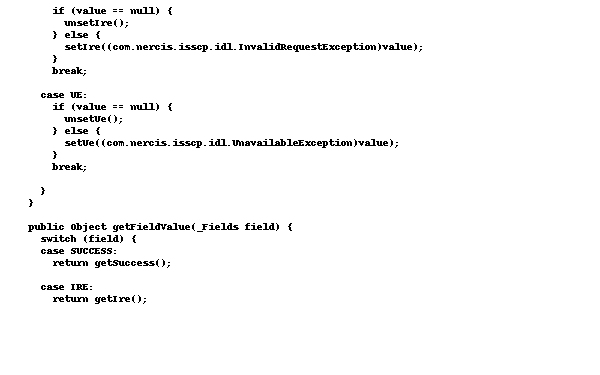 if (value == null) {
unsetIre();
} else {
setIre((com.nercis.isscp.idl.InvalidRequestException)value);
}
break;
case UE:
if (value == null) {
unsetUe();
} else {
setUe((com.nercis.isscp.idl.UnavailableException)value);
}
break;
}
}
public Object getFieldValue(_Fields field) {
switch (field) {
case SUCCESS:
return getSuccess();
case IRE:
return getIre();